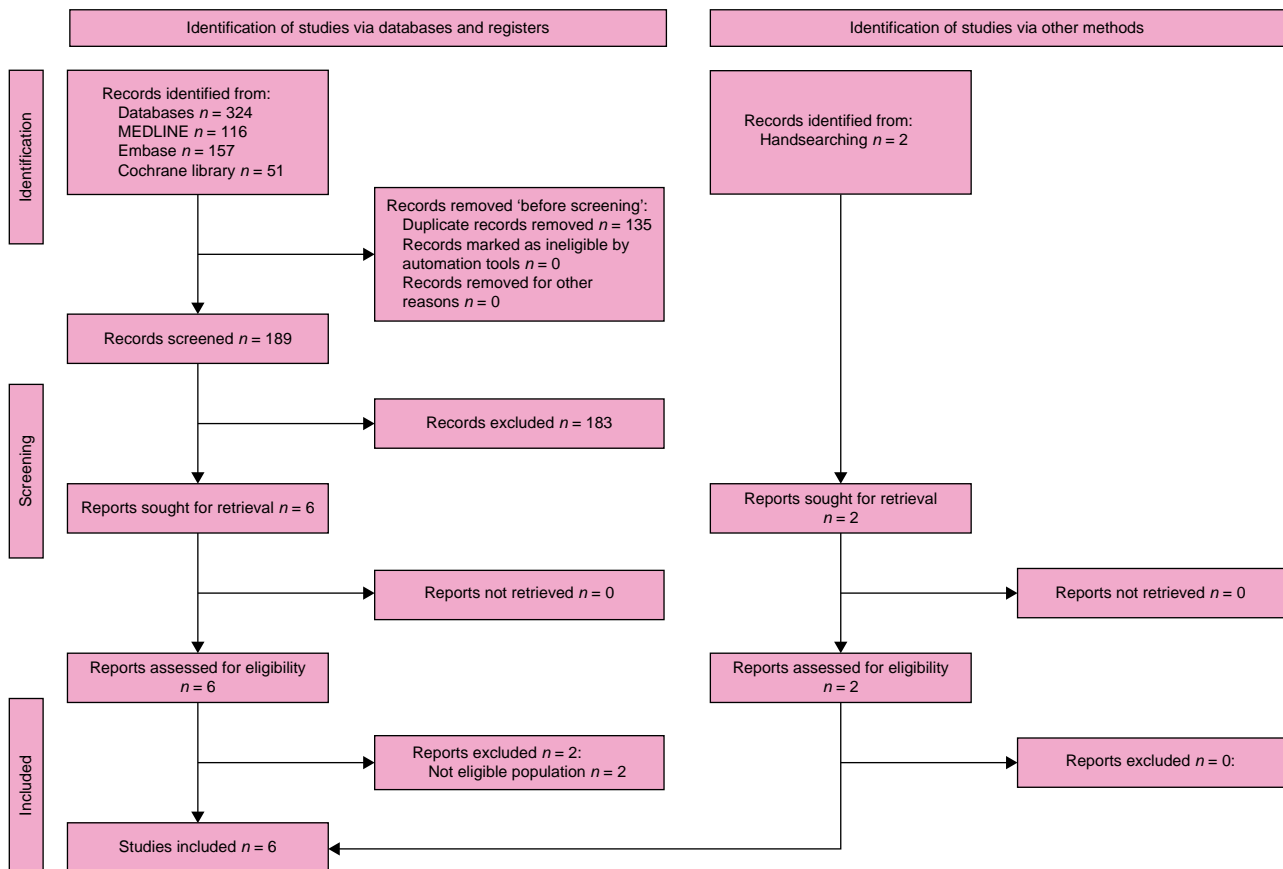 Identification of studies via databases and registers
Identification of studies via other methods
Identification
Records identified from:
Databases n = 324
MEDLINE n = 116
Embase n = 157
Cochrane library n = 51
Records identified from:
Handsearching n = 2
Records removed ‘before screening’:
Duplicate records removed n = 135
Records marked as ineligible by
automation tools n = 0
Records removed for other
reasons n = 0
Records screened n = 189
Screening
Records excluded n = 183
Reports sought for retrieval n = 6
Reports sought for retrieval
n = 2
Reports not retrieved n = 0
Reports not retrieved n = 0
Reports assessed for eligibility
n = 6
Reports assessed for eligibility
n = 2
Included
Reports excluded n = 2:
Not eligible population n = 2
Reports excluded n = 0:
Studies included n = 6